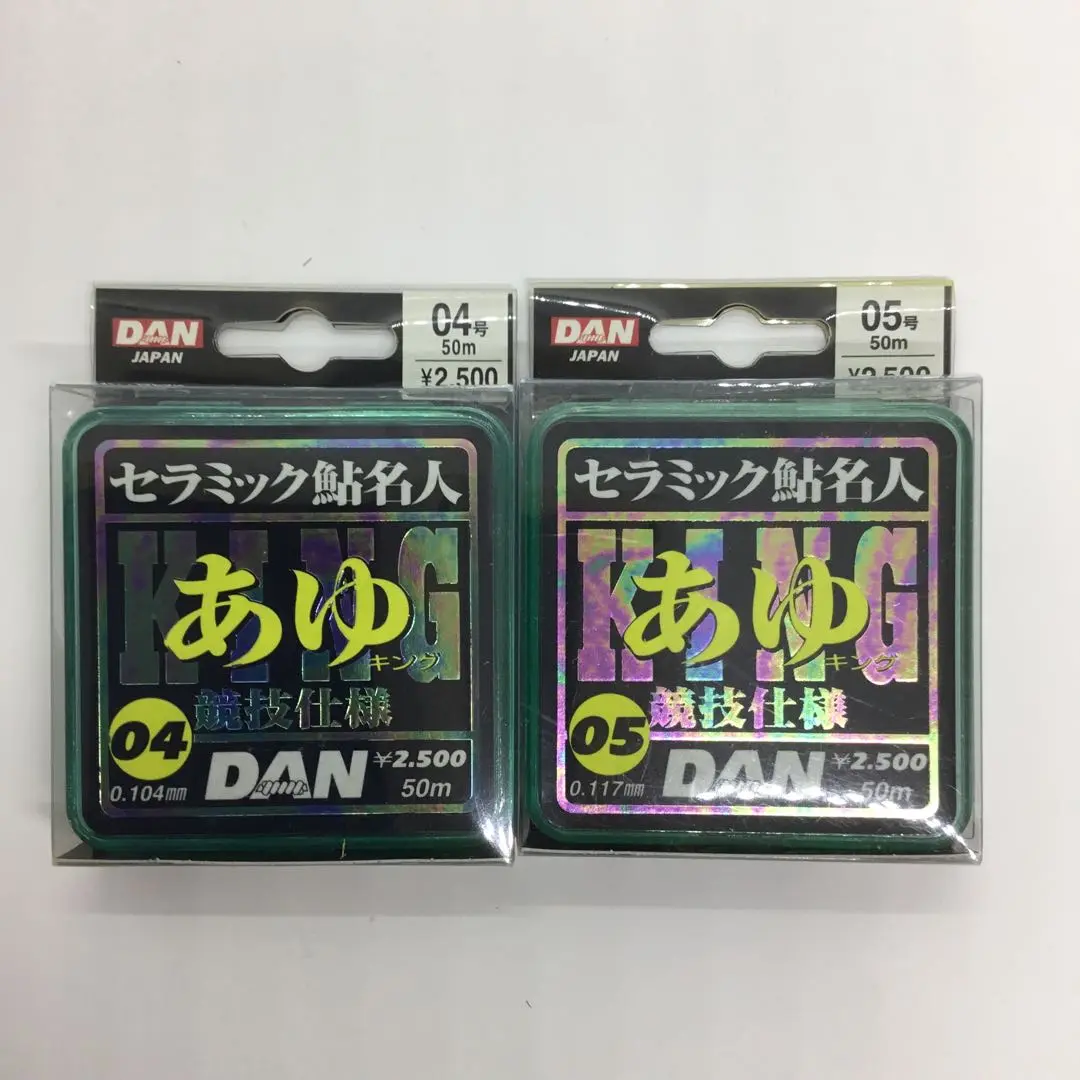 DAN
JAPAN
04号
50m
¥2,500
セラミック鮎名人
KING
あゆ
キング
競技仕様
04
0.104mm
DAN
¥2.500
50m
DAN
JAPAN
05号
50m
¥2,500
セラミック鮎名人
KING
あゆ
キング
競技仕様
05
0.117mm
DAN
¥2.500
50m